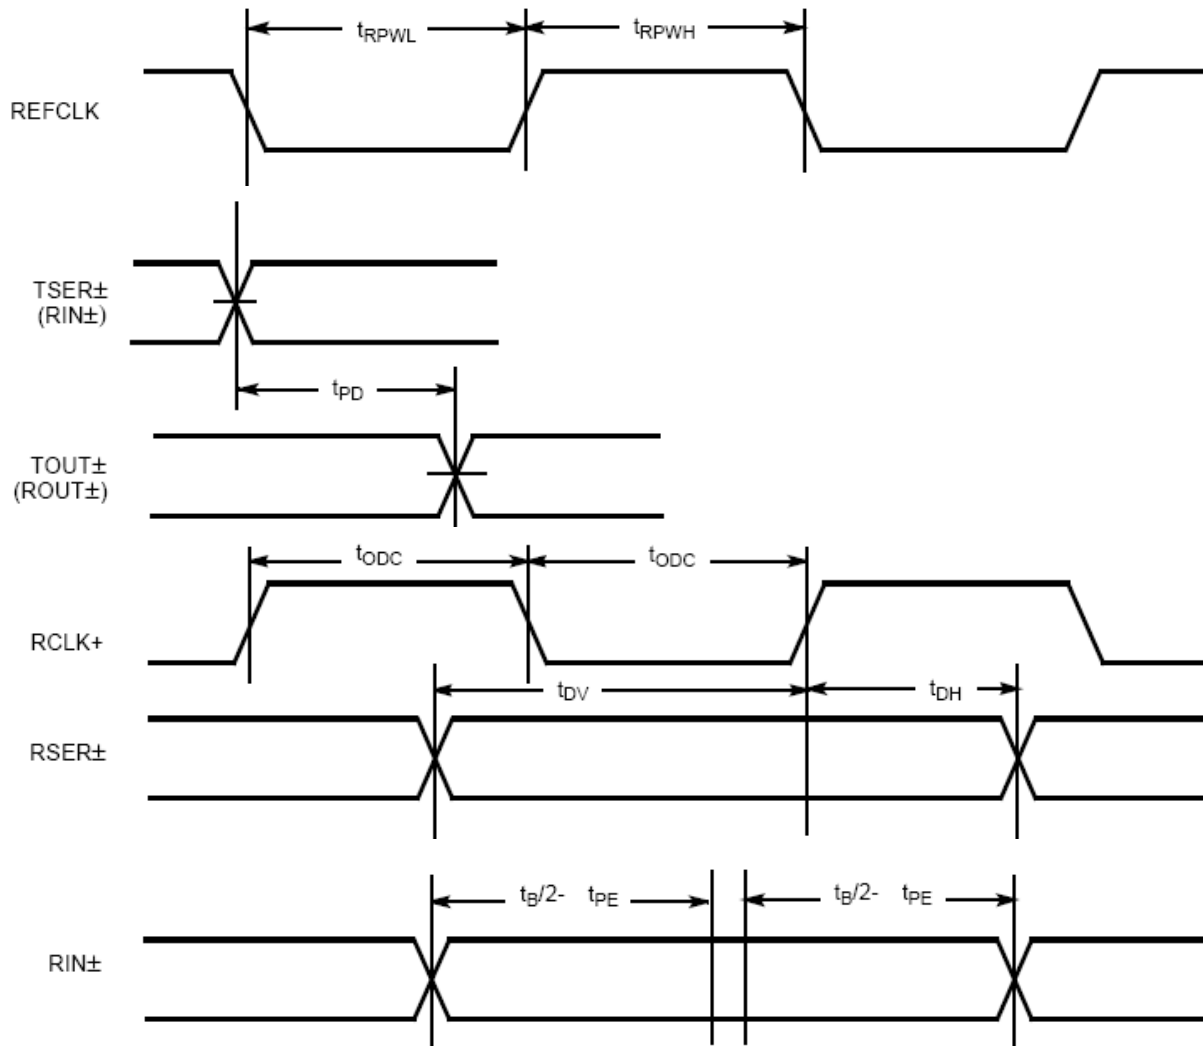 tRPWL
tRPWH
REFCLK
TSER±
(RIN±)
tPD
TOUT±
(ROUT±)
tODC
tODC
RCLK+
tDV
tDH
RSER±
tB/2- tPE
tB/2- tPE
RIN±